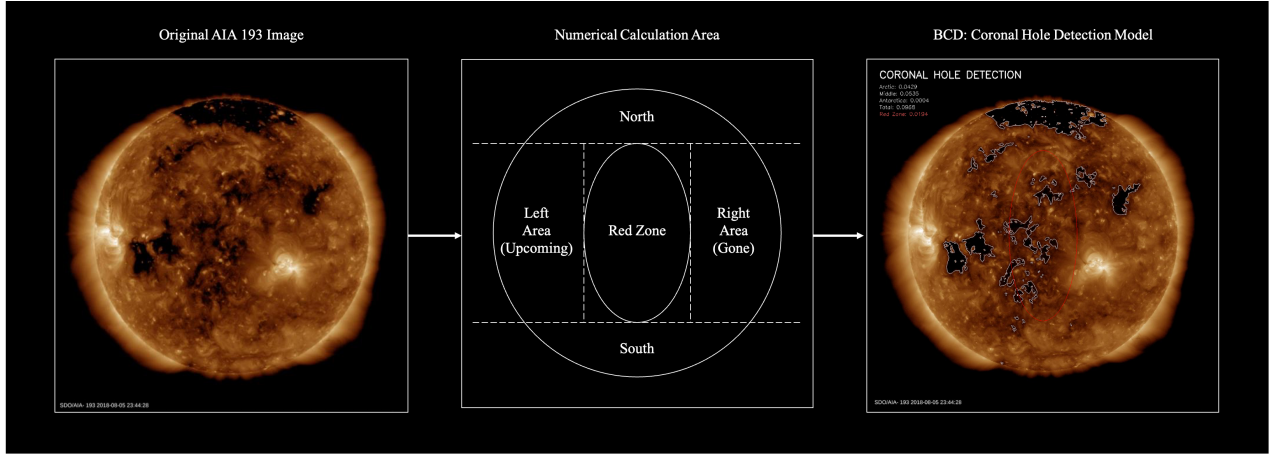 Original AIA 193 Image
Numerical Calculation Area
BCD: Coronal Hole Detection Model
North
Left
Area
(Upcoming)
Red Zone
Right
Area
(Gone)
South
SDO/AIA- 193 2018-08-05 23:44:28
CORONAL HOLE DETECTION
Arctic: 0.0429
Middle: 0.0535
Antarctica: 0.0004
Total: 0.0968
Red Zone: 0.0194
SDO/AIA- 193 2018-08-05 23:44:28